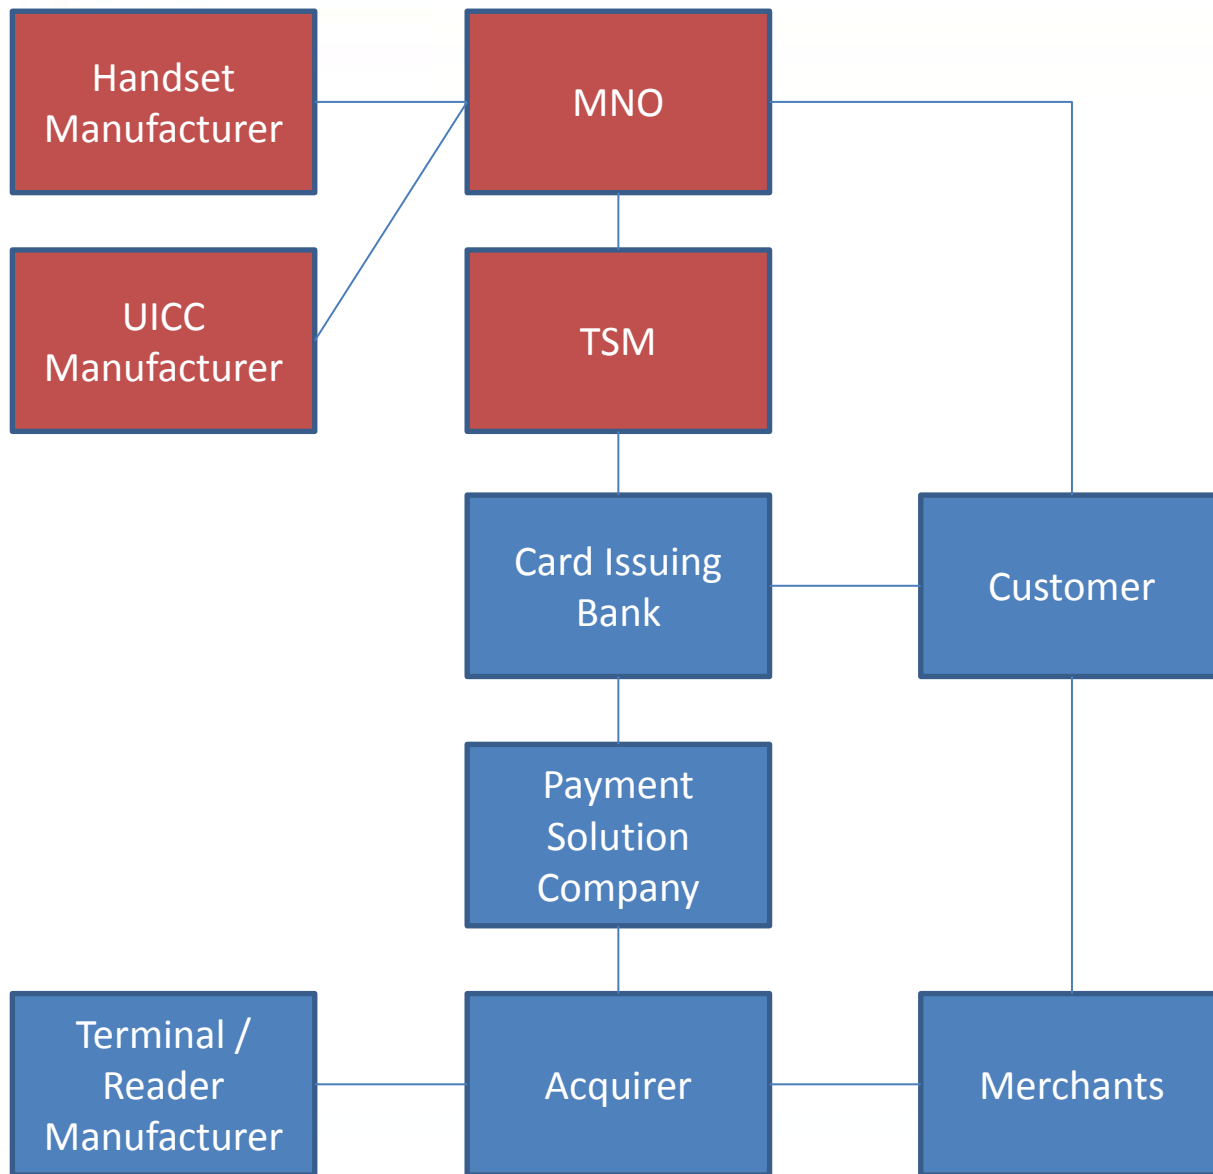 Handset
Manufacturer
MNO
UICC
Manufacturer
TSM
Card Issuing
Bank
Customer
Payment
Solution
Company
Terminal /
Reader
Manufacturer
Acquirer
Merchants